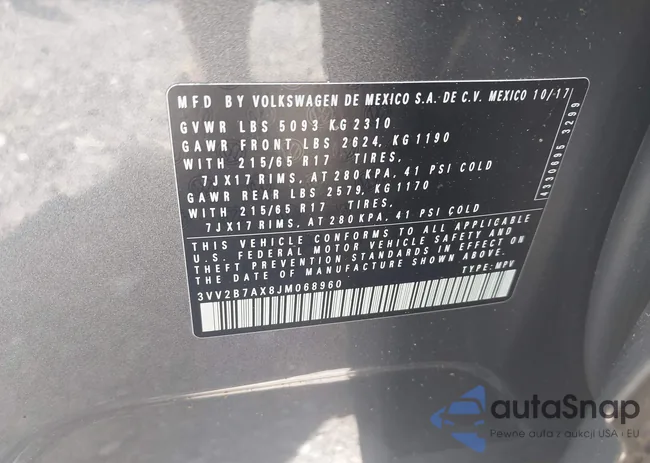 MFD BY VOLKSWAGEN DE MEXICO S.A. DE C.V. MEXICO 10/17
GVWR LBS 5093 KG 2310
GAWR FRONT LBS 2624, KG 1190
WITH 215/65 R17 TIRES,
7JX17 RIMS, AT 280 KPA, 41 PSI COLD
GAWR REAR LBS 2579, KG 1170
WITH 215/65 R17 TIRES,
7JX17 RIMS, AT 280 KPA, 41 PSI COLD
THIS VEHICLE CONFORMS TO ALL APPLICABLE
U.S. FEDERAL MOTOR VEHICLE SAFETY AND
THEFT PREVENTION STANDARDS IN EFFECT ON
THE DATE OF MANUFACTURE SHOWN ABOVE.
3VV2B7AX8JM068960 TYPE: MPV
4330695 3299
autaSnap
Pewne auta z aukcji USA i EU